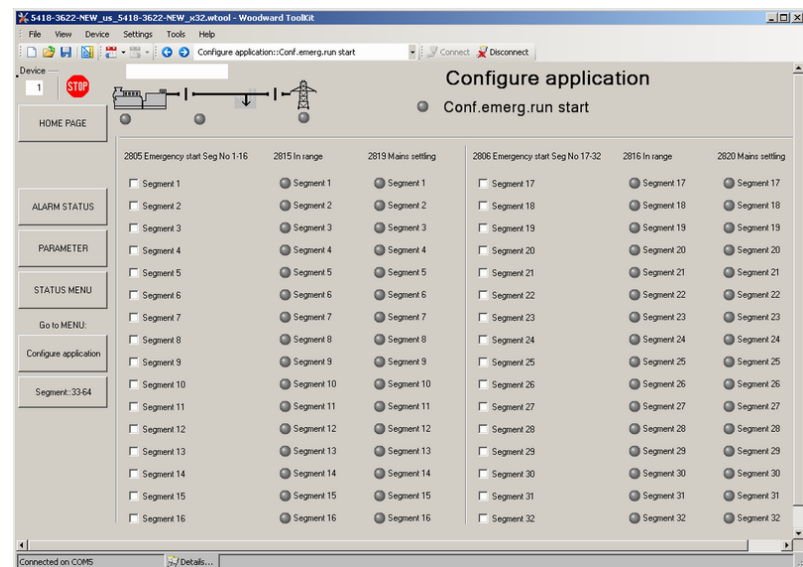 5418-3622-NEW_us_5418-3622-NEW_x32.wtool - Woodward ToolKit
File View Device Settings Tools Help
Configure application::Conf.emerg.run start Connect Disconnect
Device
1 STOP
Configure application
Conf.emerg.run start
HOME PAGE
ALARM STATUS
PARAMETER
STATUS MENU
Go to MENU:
Configure application
Segment::33-64
2805 Emergency start Seg No 1-16 2815 In range 2819 Mains settling 2806 Emergency start Seg No 17-32 2816 In range 2820 Mains settling
Segment 1 Segment 1 Segment 1 Segment 17 Segment 17 Segment 17
Segment 2 Segment 2 Segment 2 Segment 18 Segment 18 Segment 18
Segment 3 Segment 3 Segment 3 Segment 19 Segment 19 Segment 19
Segment 4 Segment 4 Segment 4 Segment 20 Segment 20 Segment 20
Segment 5 Segment 5 Segment 5 Segment 21 Segment 21 Segment 21
Segment 6 Segment 6 Segment 6 Segment 22 Segment 22 Segment 22
Segment 7 Segment 7 Segment 7 Segment 23 Segment 23 Segment 23
Segment 8 Segment 8 Segment 8 Segment 24 Segment 24 Segment 24
Segment 9 Segment 9 Segment 9 Segment 25 Segment 25 Segment 25
Segment 10 Segment 10 Segment 10 Segment 26 Segment 26 Segment 26
Segment 11 Segment 11 Segment 11 Segment 27 Segment 27 Segment 27
Segment 12 Segment 12 Segment 12 Segment 28 Segment 28 Segment 28
Segment 13 Segment 13 Segment 13 Segment 29 Segment 29 Segment 29
Segment 14 Segment 14 Segment 14 Segment 30 Segment 30 Segment 30
Segment 15 Segment 15 Segment 15 Segment 31 Segment 31 Segment 31
Segment 16 Segment 16 Segment 16 Segment 32 Segment 32 Segment 32
Connected on COM5 Details...